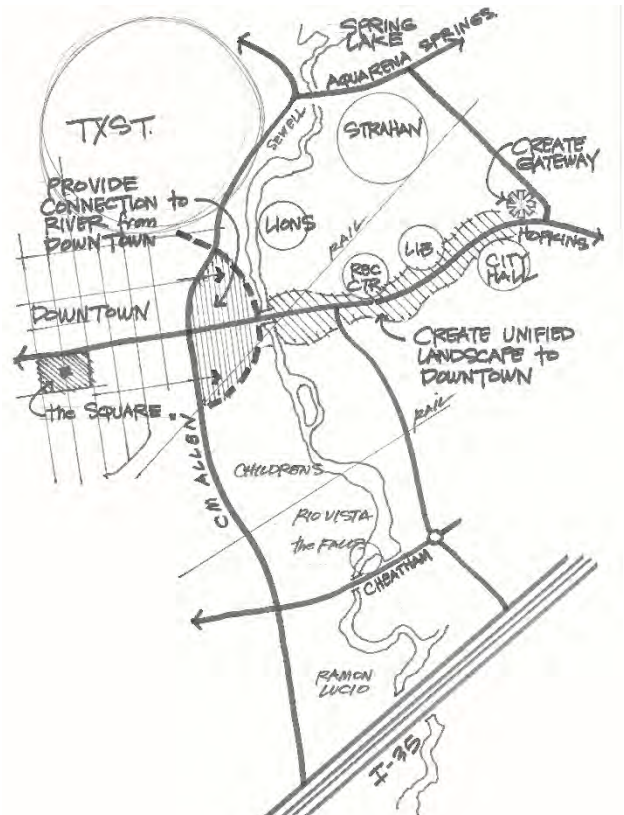 SPRING
LAKE
AQUARENA SPRINGS.
TXST.
SEWELL
STRAHAN
CREATE
GATEWAY
PROVIDE
CONNECTION to
RIVER from
DOWNTOWN
LIONS
RAIL
LIB
HOPKINS
REC
CTR
CITY
HALL
DOWNTOWN
CREATE UNIFIED
LANDSCAPE to
DOWNTOWN
the SQUARE
RAIL
CM ALLEN
CHILDRENS
RIO VISTA
the FALLS
CHEATHAM
RAMON
LUCIO
I-35